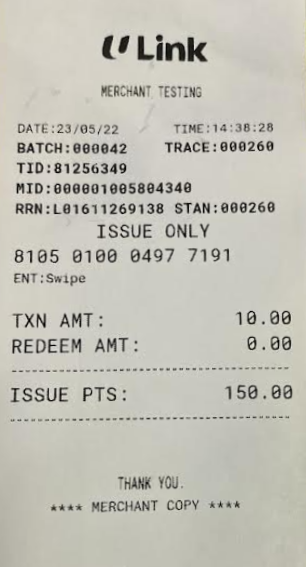 Link
MERCHANT TESTING
DATE:23/05/22 TIME:14:38:28
BATCH:000042 TRACE:000260
TID:81256349
MID:000001005804340
RRN:L01611269138 STAN:000260
ISSUE ONLY
8105 0100 0497 7191
ENT:Swipe
TXN AMT: 10.00
REDEEM AMT: 0.00
ISSUE PTS: 150.00
THANK YOU.
**** MERCHANT COPY ****